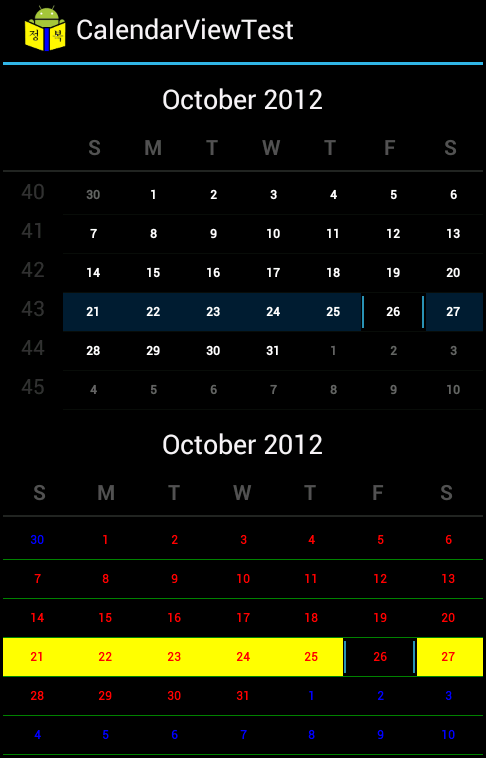 정 복 CalendarViewTest
October 2012
S M T W T F S
40 30 1 2 3 4 5 6
41 7 8 9 10 11 12 13
42 14 15 16 17 18 19 20
43 21 22 23 24 25 26 27
44 28 29 30 31 1 2 3
45 4 5 6 7 8 9 10
October 2012
S M T W T F S
30 1 2 3 4 5 6
7 8 9 10 11 12 13
14 15 16 17 18 19 20
21 22 23 24 25 26 27
28 29 30 31 1 2 3
4 5 6 7 8 9 10